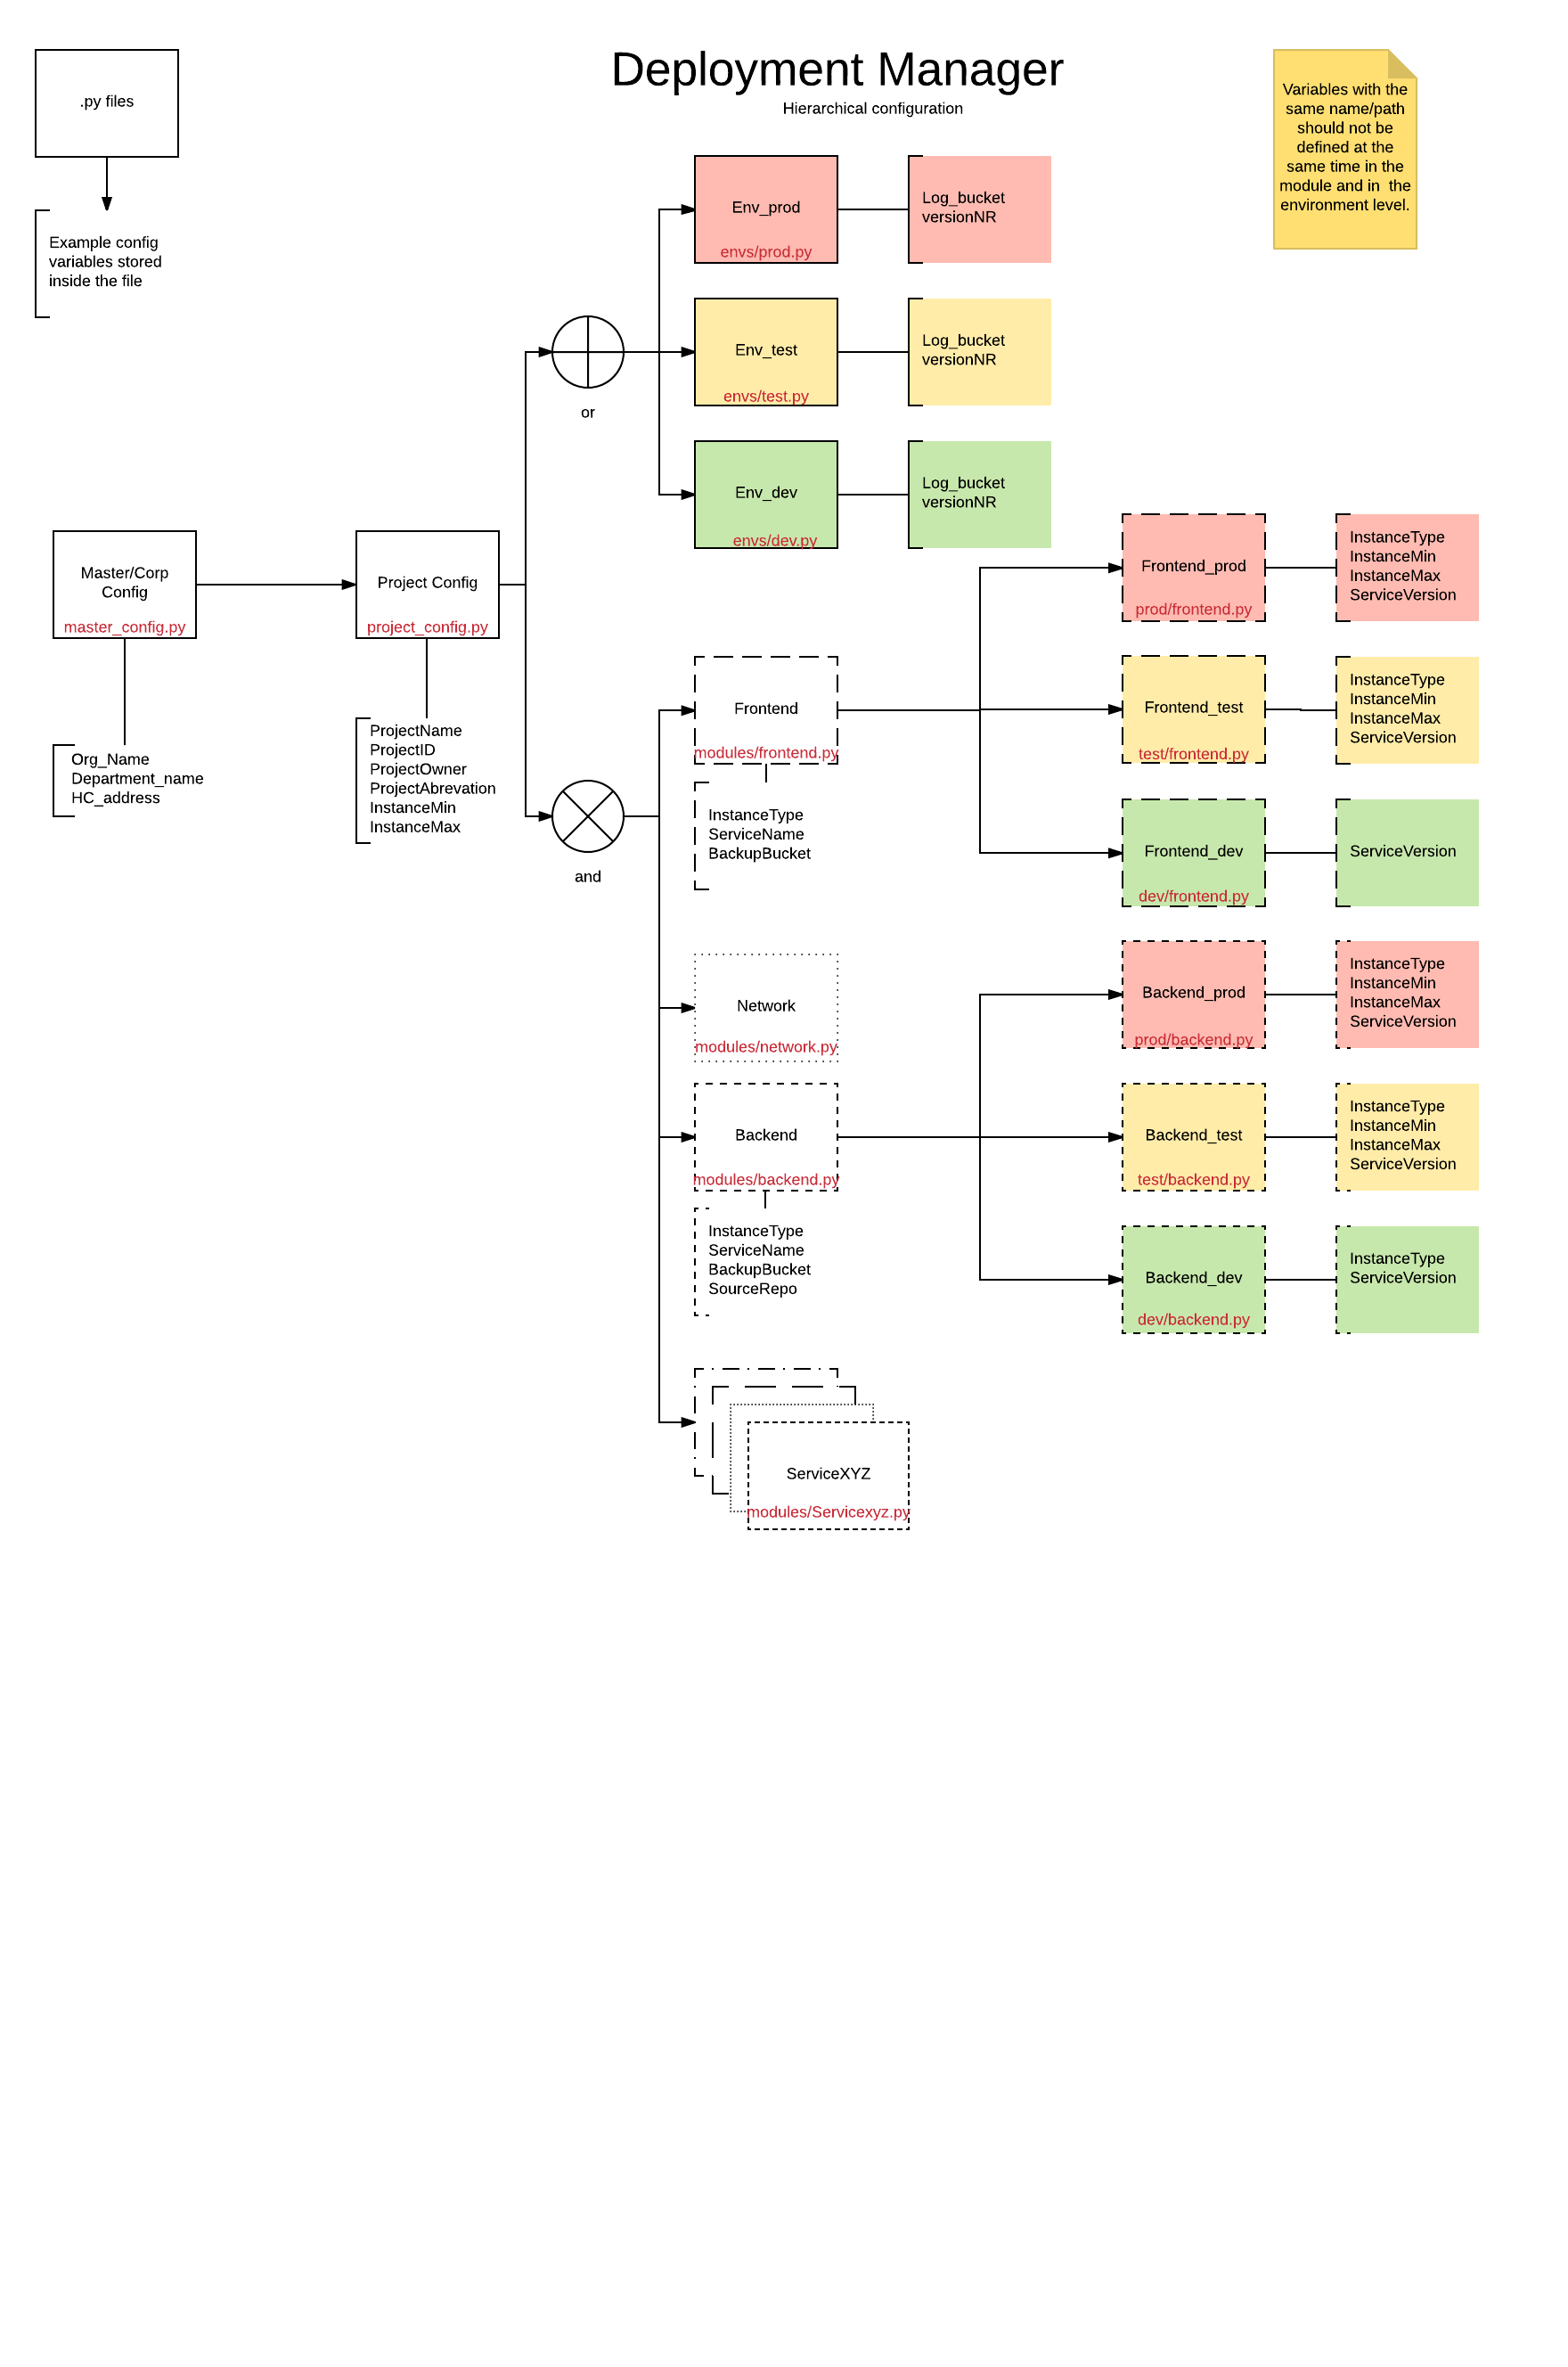 Deployment Manager
Hierarchical configuration
.py files
Example config
variables stored
inside the file
Variables with the
same name/path
should not be
defined at the
same time in the
module and in  the
environment level.
Env_prod
envs/prod.py
Log_bucket
versionNR
Env_test
envs/test.py
Log_bucket
versionNR
or
Env_dev
envs/dev.py
Log_bucket
versionNR
Master/Corp
Config
master_config.py
Org_Name
Department_name
HC_address
Project Config
project_config.py
ProjectName
ProjectID
ProjectOwner
ProjectAbrevation
InstanceMin
InstanceMax
and
Frontend
modules/frontend.py
InstanceType
ServiceName
BackupBucket
Frontend_prod
prod/frontend.py
InstanceType
InstanceMin
InstanceMax
ServiceVersion
Frontend_test
test/frontend.py
InstanceType
InstanceMin
InstanceMax
ServiceVersion
Frontend_dev
dev/frontend.py
ServiceVersion
Network
modules/network.py
Backend
modules/backend.py
InstanceType
ServiceName
BackupBucket
SourceRepo
Backend_prod
prod/backend.py
InstanceType
InstanceMin
InstanceMax
ServiceVersion
Backend_test
test/backend.py
InstanceType
InstanceMin
InstanceMax
ServiceVersion
Backend_dev
dev/backend.py
InstanceType
ServiceVersion
ServiceXYZ
modules/Servicexyz.py